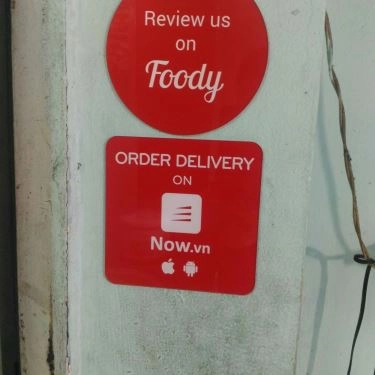 Review us
on
Foody
ORDER DELIVERY
ON
Now.vn